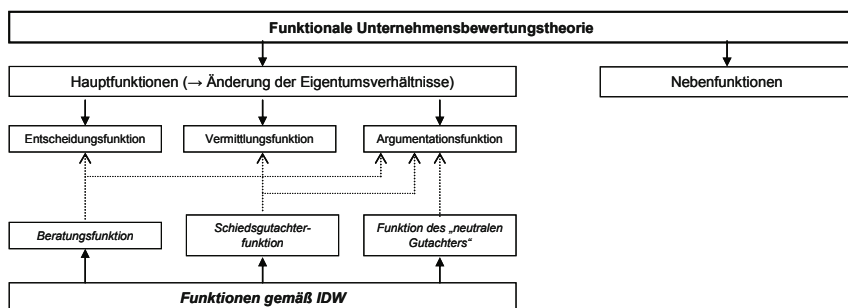 Funktionale Unternehmensbewertungstheorie
Hauptfunktionen (→ Änderung der Eigentumsverhältnisse)
Nebenfunktionen
Entscheidungsfunktion
Vermittlungsfunktion
Argumentationsfunktion
Beratungsfunktion
Schiedsgutachter-
funktion
Funktion des „neutralen
Gutachters“
Funktionen gemäß IDW